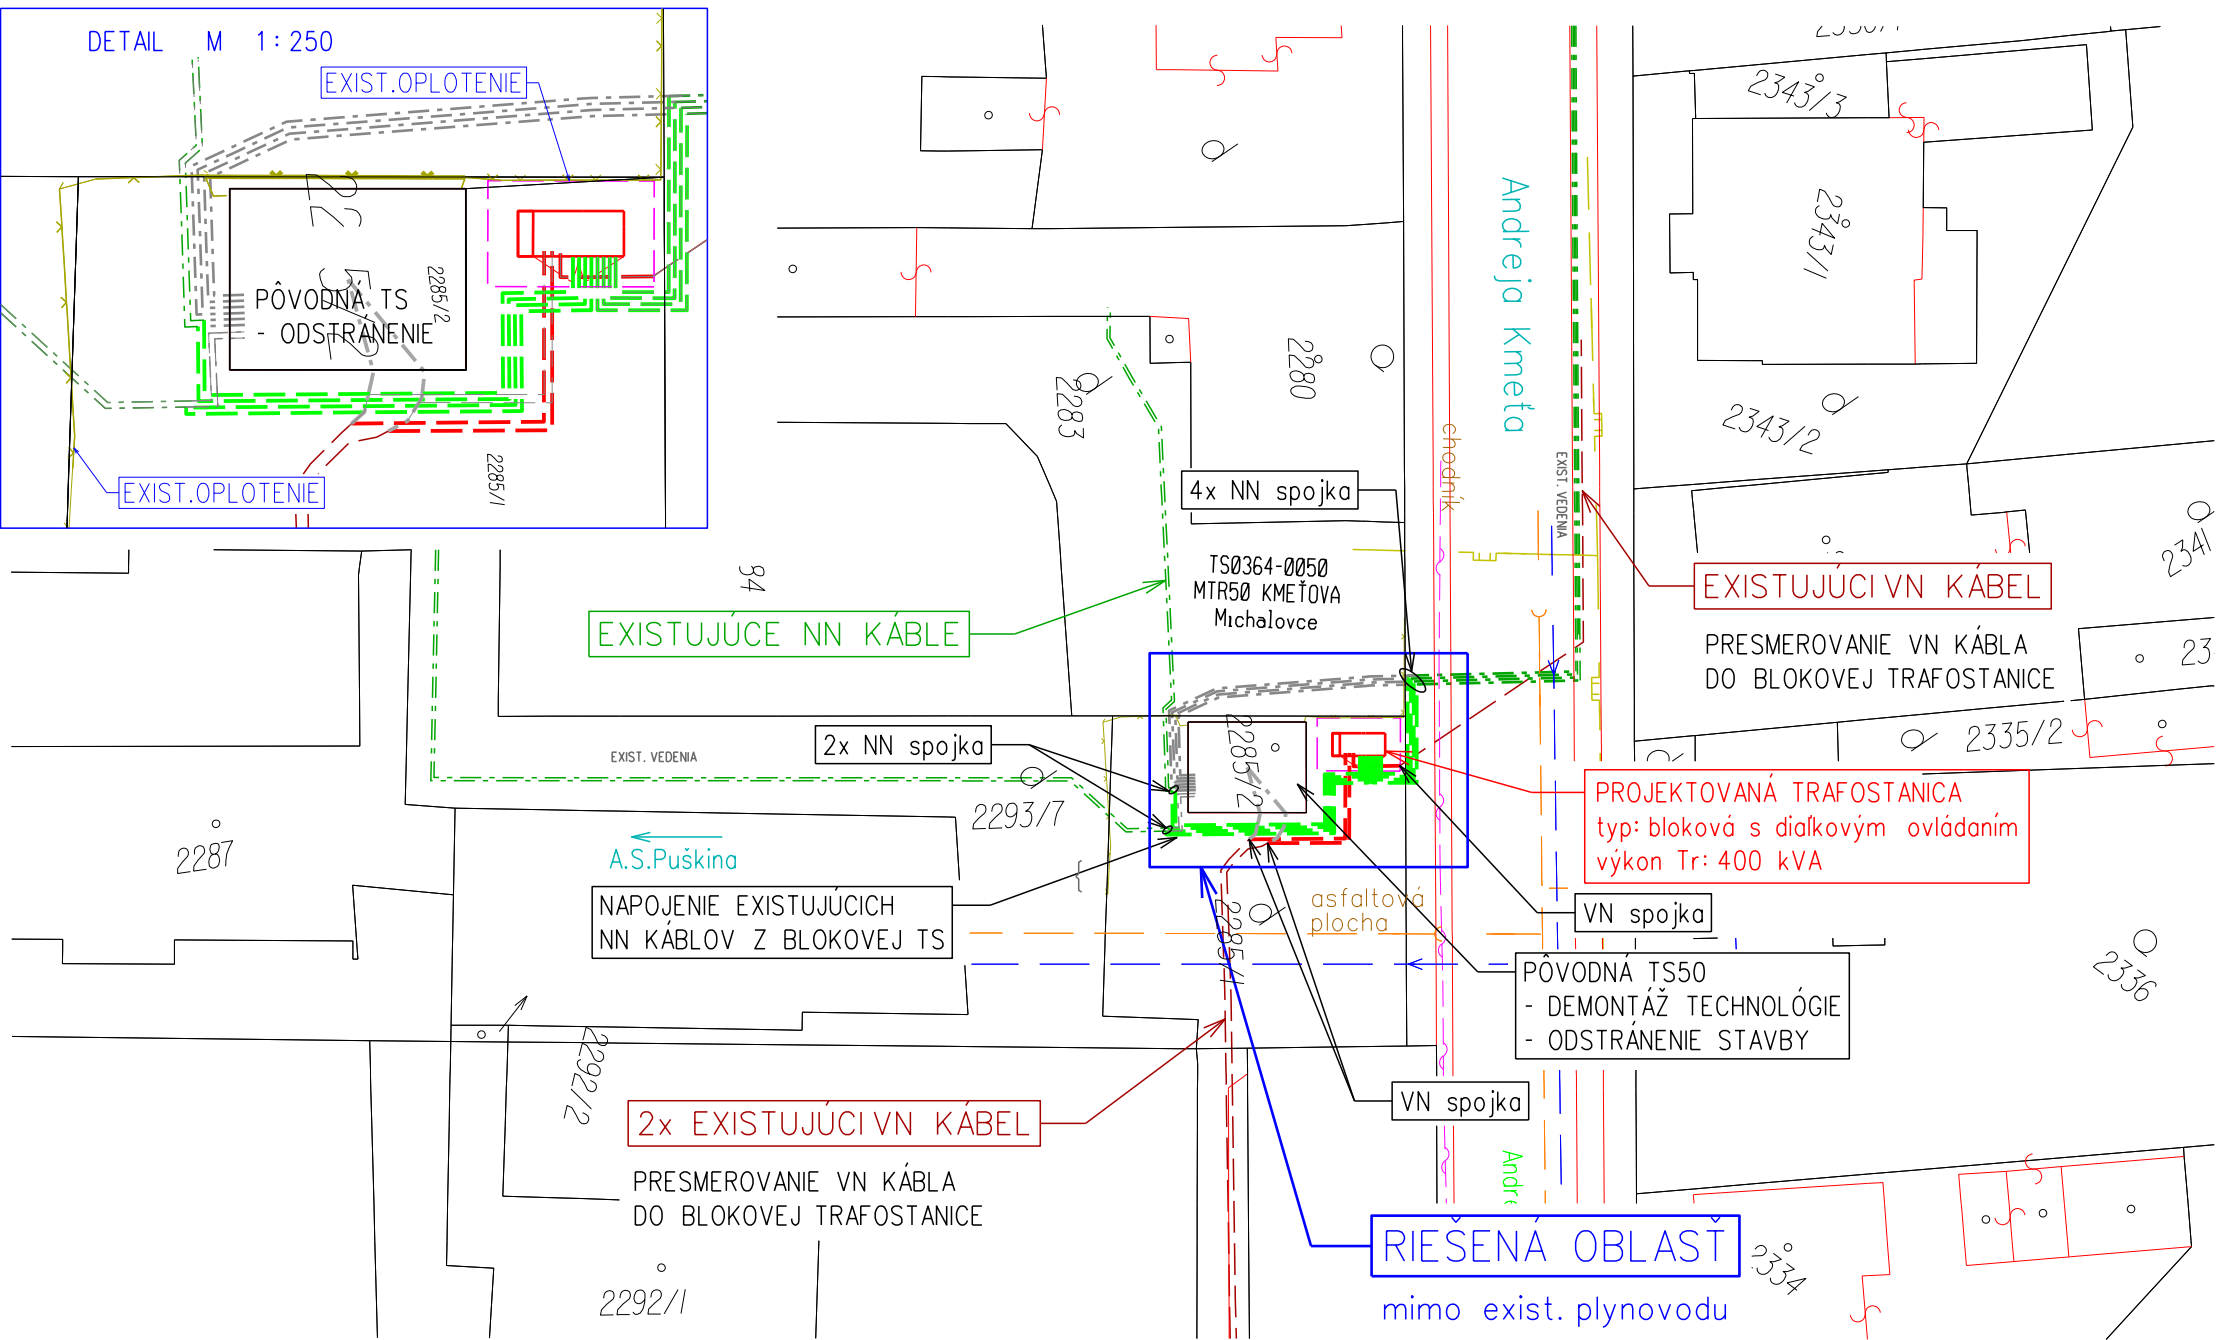 DETAIL M 1:250
EXIST.OPLOTENIE
PÔVODNÁ TS
- ODSTRÁNENIE
2285/2
2285/1
EXIST.OPLOTENIE
2343/3
2343/1
2343/2
Andreja Kmeťa
chodník
EXIST. VEDENIA
2280
2283
4x NN spojka
TS0364-0050
MTR50 KMEŤOVA
Michalovce
EXISTUJÚCE NN KÁBLE
EXISTUJÚCI VN KÁBEL
PRESMEROVANIE VN KÁBLA
DO BLOKOVEJ TRAFOSTANICE
2341
2335/2
2x NN spojka
EXIST. VEDENIA
2293/7
2285/2
PROJEKTOVANÁ TRAFOSTANICA
typ: bloková s diaľkovým ovládaním
výkon Tr: 400 kVA
2287
A.S.Puškina
NAPOJENIE EXISTUJÚCICH
NN KÁBLOV Z BLOKOVEJ TS
asfaltová
plocha
VN spojka
2285/1
PÔVODNÁ TS50
- DEMONTÁŽ TECHNOLÓGIE
- ODSTRÁNENIE STAVBY
2336
2292/2
VN spojka
2x EXISTUJÚCI VN KÁBEL
PRESMEROVANIE VN KÁBLA
DO BLOKOVEJ TRAFOSTANICE
RIEŠENÁ OBLASŤ
mimo exist. plynovodu
2334
2292/1